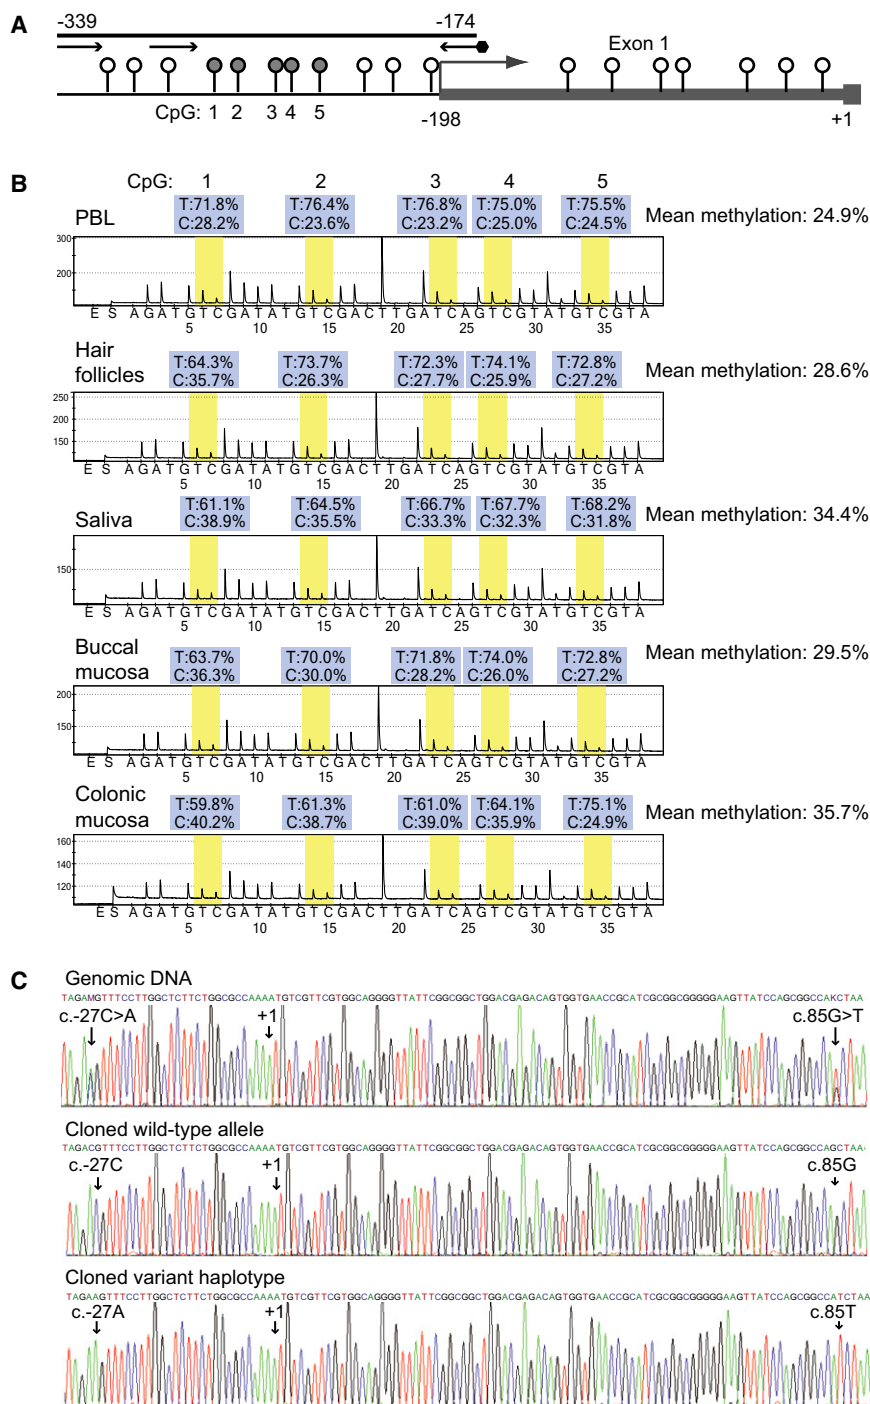 A
-339
-174
Exon 1
CpG: 1 2 3 4 5
-198
+1
B
CpG: 1 2 3 4 5
PBL
T:71.8% T:76.4% T:76.8% T:75.0% T:75.5%
C:28.2% C:23.6% C:23.2% C:25.0% C:24.5%
Mean methylation: 24.9%
300
200
E S A G A T G T C G A T A T G T C G A C T T G A T C A G T C G T A T G T C G T A
5 10 15 20 25 30 35
Hair
follicles
T:64.3% T:73.7% T:72.3% T:74.1% T:72.8%
C:35.7% C:26.3% C:27.7% C:25.9% C:27.2%
Mean methylation: 28.6%
250
200
150
E S A G A T G T C G A T A T G T C G A C T T G A T C A G T C G T A T G T C G T A
5 10 15 20 25 30 35
Saliva
T:61.1% T:64.5% T:66.7% T:67.7% T:68.2%
C:38.9% C:35.5% C:33.3% C:32.3% C:31.8%
Mean methylation: 34.4%
150
E S A G A T G T C G A T A T G T C G A C T T G A T C A G T C G T A T G T C G T A
5 10 15 20 25 30 35
Buccal
mucosa
T:63.7% T:70.0% T:71.8% T:74.0% T:72.8%
C:36.3% C:30.0% C:28.2% C:26.0% C:27.2%
Mean methylation: 29.5%
200
150
E S A G A T G T C G A T A T G T C G A C T T G A T C A G T C G T A T G T C G T A
5 10 15 20 25 30 35
Colonic
mucosa
T:59.8% T:61.3% T:61.0% T:64.1% T:75.1%
C:40.2% C:38.7% C:39.0% C:35.9% C:24.9%
Mean methylation: 35.7%
160
140
120
E S A G A T G T C G A T A T G T C G A C T T G A T C A G T C G T A T G T C G T A
5 10 15 20 25 30 35
C
Genomic DNA
TAGAMGTTTCCTTGGCTCTTCTGGCGCCAAAATGTCGTTCGTGGCAGGGGTTATTCGGCGGCTGGACGAGACAGTGGTGAACCGCATCGCGGCGGGGGAAGTTATCCAGCGGCCAKCTAA
c.-27C>A
+1
c.85G>T
Cloned wild-type allele
TAGACGTTTCCTTGGCTCTTCTGGCGCCAAAATGTCGTTCGTGGCAGGGGTTATTCGGCGGCTGGACGAGACAGTGGTGAACCGCATCGCGGCGGGGGAAGTTATCCAGCGGCCAGCTAA
c.-27C
+1
c.85G
Cloned variant haplotype
TAGAAGTTTCCTTGGCTCTTCTGGCGCCAAAATGTCGTTCGTGGCAGGGGTTATTCGGCGGCTGGACGAGACAGTGGTGAACCGCATCGCGGCGGGGGAAGTTATCCAGCGGCCATCTAA
c.-27A
+1
c.85T